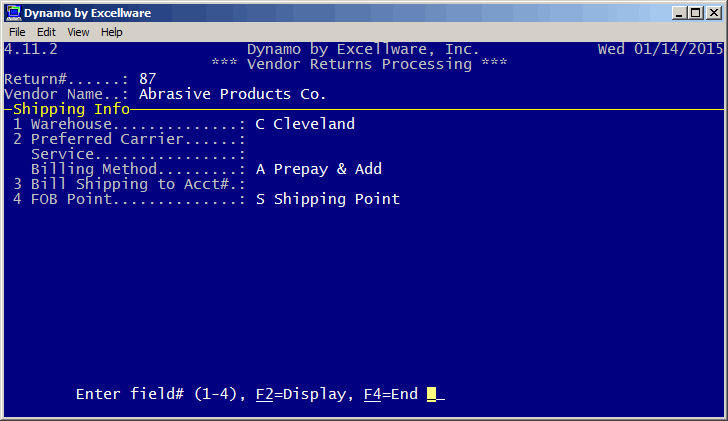 Dynamo by Excellware
File Edit View Help
4.11.2 Dynamo by Excellware, Inc. Wed 01/14/2015
*** Vendor Returns Processing ***
Return#......: 87
Vendor Name..: Abrasive Products Co.
Shipping Info
1 Warehouse..............: C Cleveland
2 Preferred Carrier......:
Service................:
Billing Method.........: A Prepay & Add
3 Bill Shipping to Acct#.:
4 FOB Point..............: S Shipping Point
Enter field# (1-4), F2=Display, F4=End